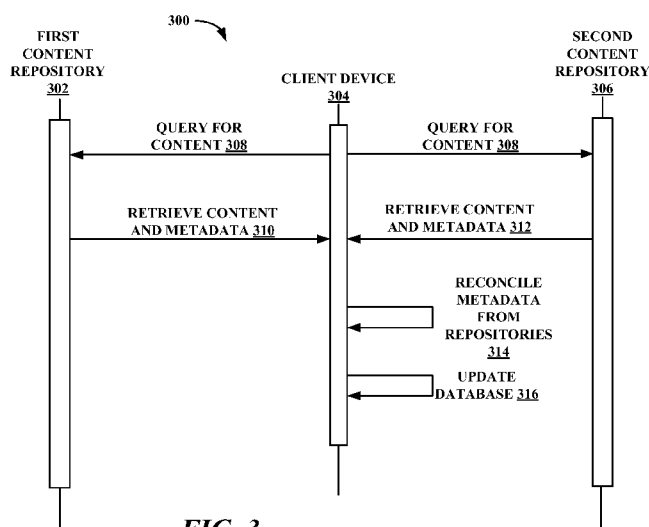 300
FIRST
CONTENT
REPOSITORY
302
CLIENT DEVICE
304
SECOND
CONTENT
REPOSITORY
306
QUERY FOR
CONTENT 308
QUERY FOR
CONTENT 308
RETRIEVE CONTENT
AND METADATA 310
RETRIEVE CONTENT
AND METADATA 312
RECONCILE
METADATA
FROM
REPOSITORIES
314
UPDATE
DATABASE 316
FIG. 3